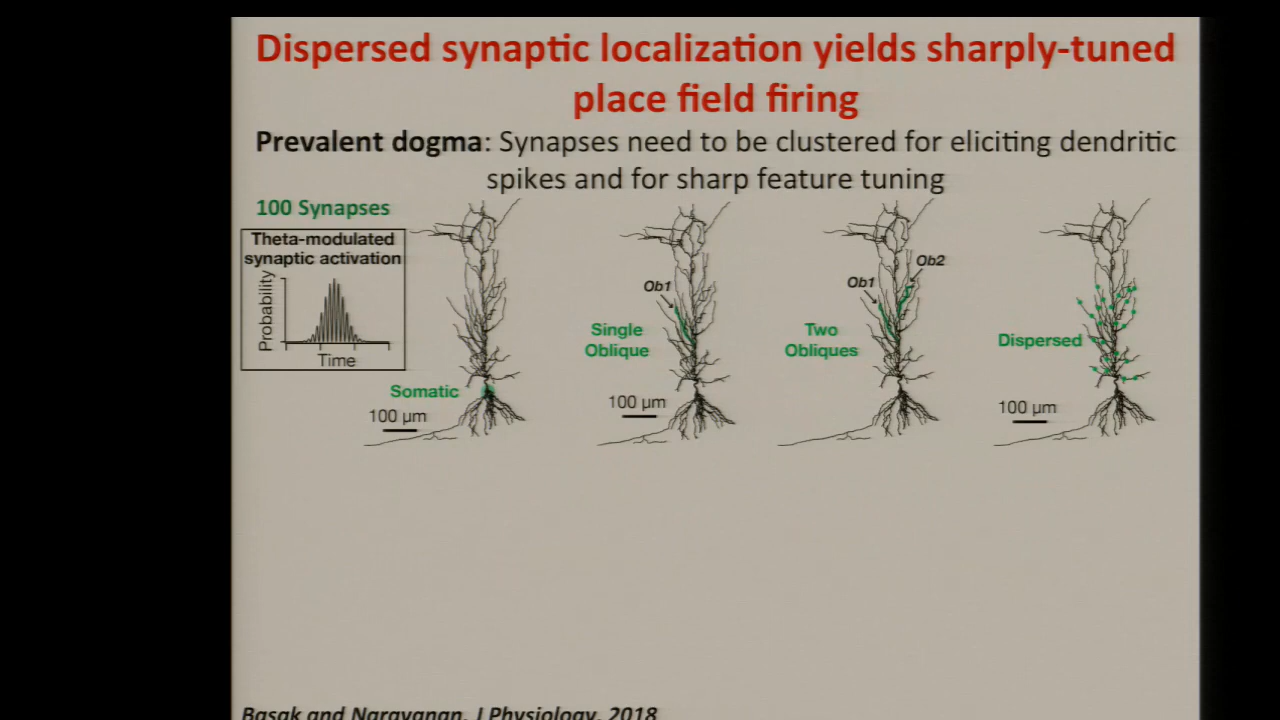 Dispersed synaptic localization yields sharply-tuned
place field firing
Prevalent dogma: Synapses need to be clustered for eliciting dendritic
spikes and for sharp feature tuning
100 Synapses
Theta-modulated
synaptic activation
Probability
Time
Somatic
100 µm
Ob1
Single
Oblique
100 µm
Ob1
Ob2
Two
Obliques
Dispersed
100 µm
Basak and Narayanan, J Physiology, 2018